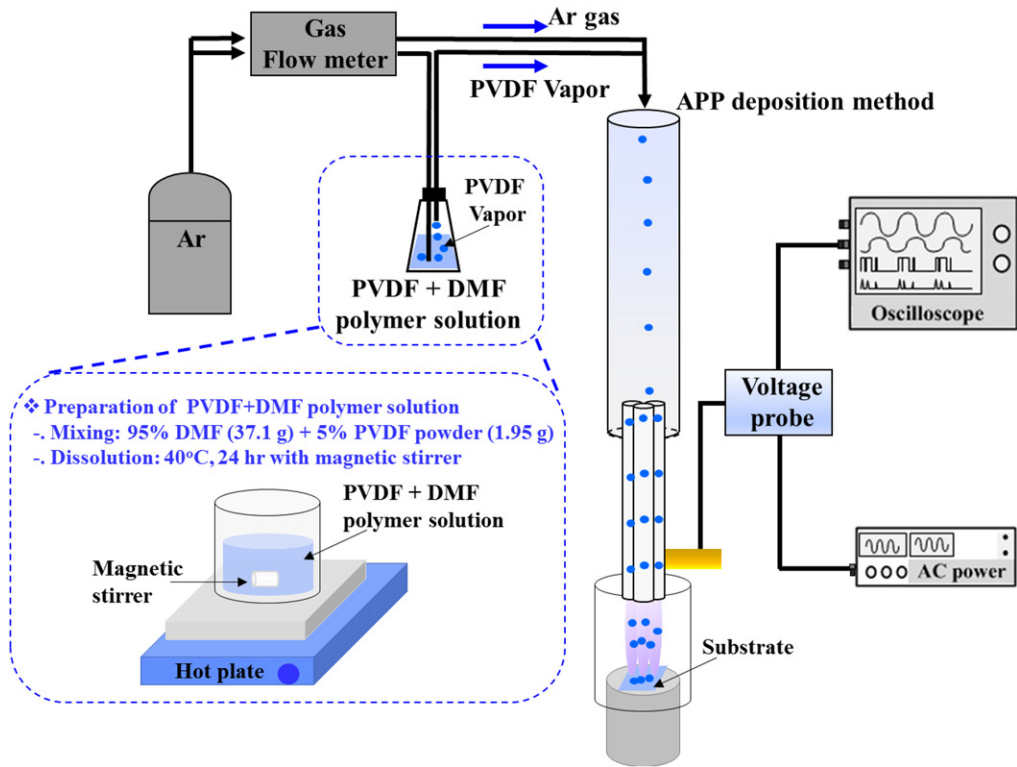 Gas
Flow meter
Ar gas
PVDF Vapor
APP deposition method
Ar
PVDF
Vapor
PVDF + DMF
polymer solution
Oscilloscope
Voltage
probe
AC power
❖ Preparation of PVDF+DMF polymer solution
-. Mixing: 95% DMF (37.1 g) + 5% PVDF powder (1.95 g)
-. Dissolution: 40°C, 24 hr with magnetic stirrer
PVDF + DMF
polymer solution
Magnetic
stirrer
Hot plate
Substrate